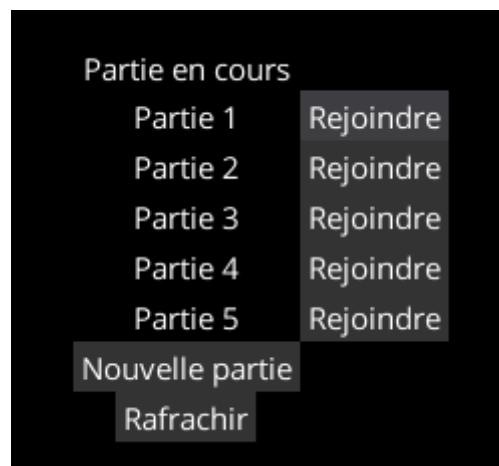 Partie en cours
Partie 1 Rejoindre
Partie 2 Rejoindre
Partie 3 Rejoindre
Partie 4 Rejoindre
Partie 5 Rejoindre
Nouvelle partie
Rafrachir